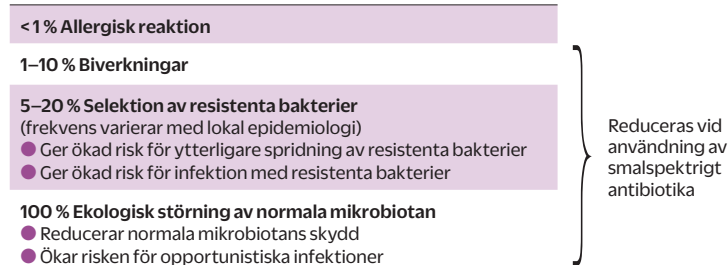 < 1 % Allergisk reaktion
1–10 % Biverkningar
5–20 % Selektion av resistenta bakterier
(frekvens varierar med lokal epidemiologi)
● Ger ökad risk för ytterligare spridning av resistenta bakterier
● Ger ökad risk för infektion med resistenta bakterier
100 % Ekologisk störning av normala mikrobiotan
● Reducerar normala mikrobiotans skydd
● Ökar risken för opportunistiska infektioner
Reduceras vid
användning av
smalspektrigt
antibiotika